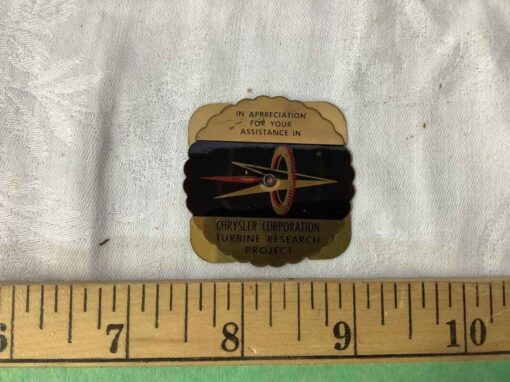 IN APPRECIATION
FOR YOUR
ASSISTANCE IN
CHRYSLER CORPORATION
TURBINE RESEARCH
PROJECT
6 7 8 9 10